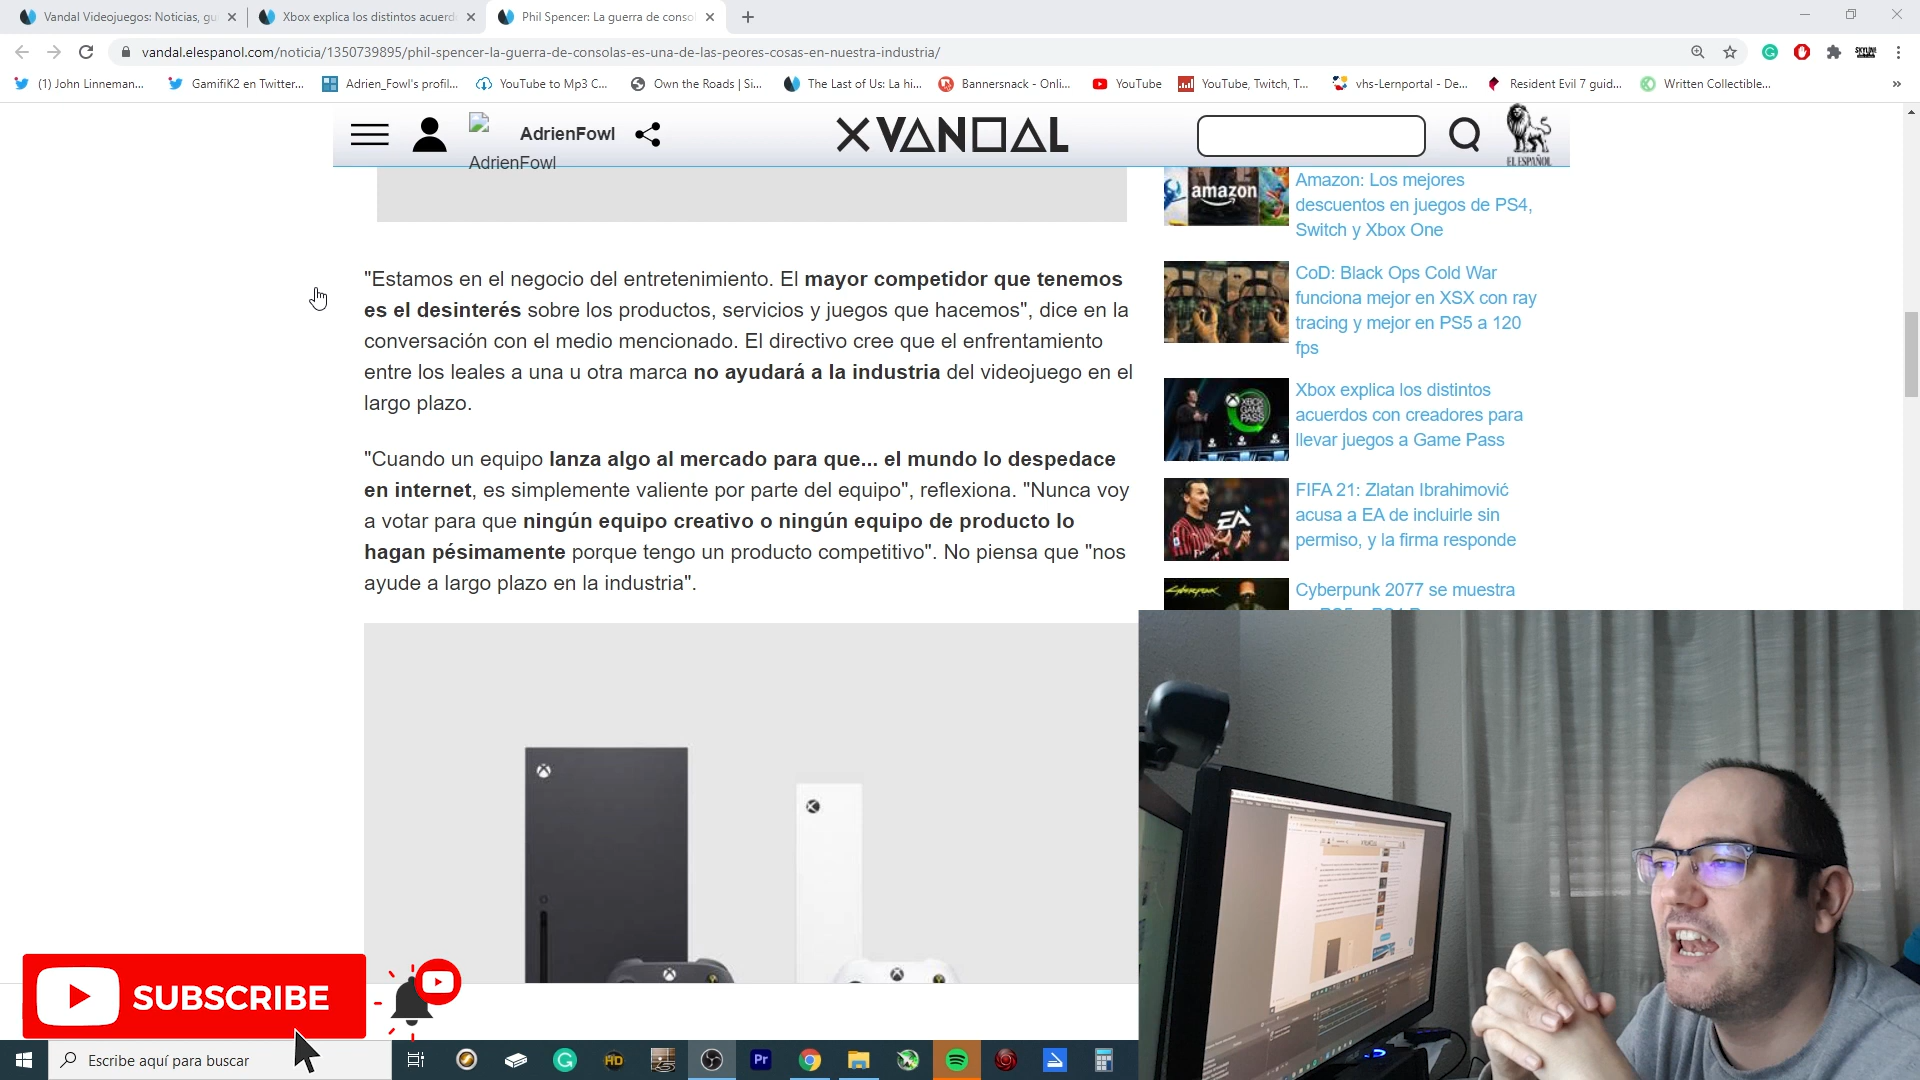 Vandal Videojuegos: Noticias, gu
Xbox explica los distintos acuerd
Phil Spencer: La guerra de conso
vandal.elespanol.com/noticia/1350739895/phil-spencer-la-guerra-de-consolas-es-una-de-las-peores-cosas-en-nuestra-industria/
(1) John Linneman...
GamifiK2 en Twitter...
Adrien_Fowl's profil...
YouTube to Mp3 C...
Own the Roads | Si...
The Last of Us: La hi...
Bannersnack - Onli...
YouTube
YouTube, Twitch, T...
vhs-Lernportal - De...
Resident Evil 7 guid...
Written Collectible...
AdrienFowl
AdrienFowl
VANDAL
EL ESPAÑOL
"Estamos en el negocio del entretenimiento. El mayor competidor que tenemos
es el desinterés sobre los productos, servicios y juegos que hacemos", dice en la
conversación con el medio mencionado. El directivo cree que el enfrentamiento
entre los leales a una u otra marca no ayudará a la industria del videojuego en el
largo plazo.
"Cuando un equipo lanza algo al mercado para que... el mundo lo despedace
en internet, es simplemente valiente por parte del equipo", reflexiona. "Nunca voy
a votar para que ningún equipo creativo o ningún equipo de producto lo
hagan pésimamente porque tengo un producto competitivo". No piensa que "nos
ayude a largo plazo en la industria".
amazon
Amazon: Los mejores
descuentos en juegos de PS4,
Switch y Xbox One
CoD: Black Ops Cold War
funciona mejor en XSX con ray
tracing y mejor en PS5 a 120
fps
XBOX
GAME
PASS
Xbox explica los distintos
acuerdos con creadores para
llevar juegos a Game Pass
EA
FIFA 21: Zlatan Ibrahimović
acusa a EA de incluirle sin
permiso, y la firma responde
Cyberpunk
Cyberpunk 2077 se muestra
SUBSCRIBE
Escribe aquí para buscar
Pr